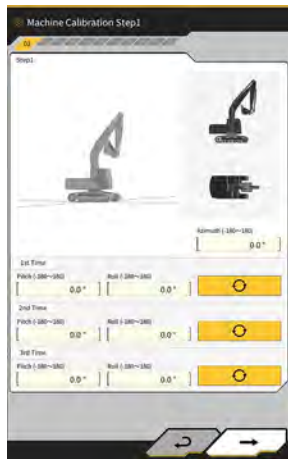 Machine Calibration Step1
03
Step1
Azimuth (-180~180)
[ 0.0 ° ]
1st Time
Pitch (-180~180) Roll (-180~180)
[ 0.0 ° ] [ 0.0 ° ]
2nd Time
Pitch (-180~180) Roll (-180~180)
[ 0.0 ° ] [ 0.0 ° ]
3rd Time
Pitch (-180~180) Roll (-180~180)
[ 0.0 ° ] [ 0.0 ° ]